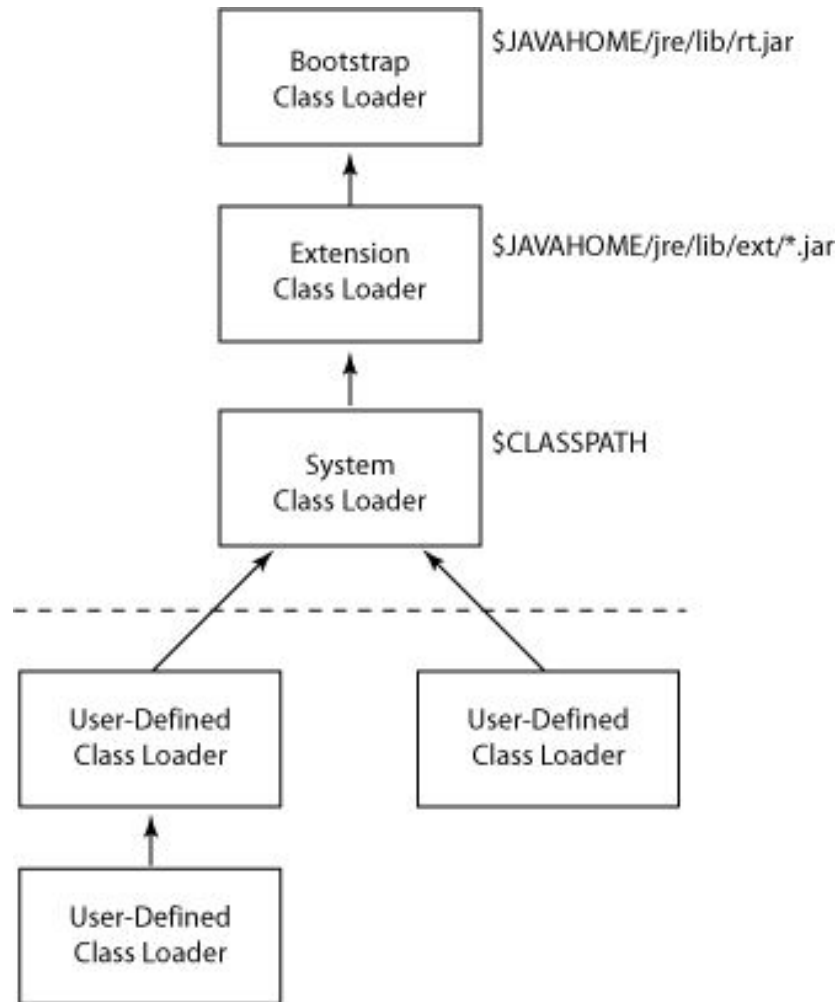 Bootstrap
Class Loader
$JAVAHOME/jre/lib/rt.jar
Extension
Class Loader
$JAVAHOME/jre/lib/ext/*.jar
System
Class Loader
$CLASSPATH
User-Defined
Class Loader
User-Defined
Class Loader
User-Defined
Class Loader